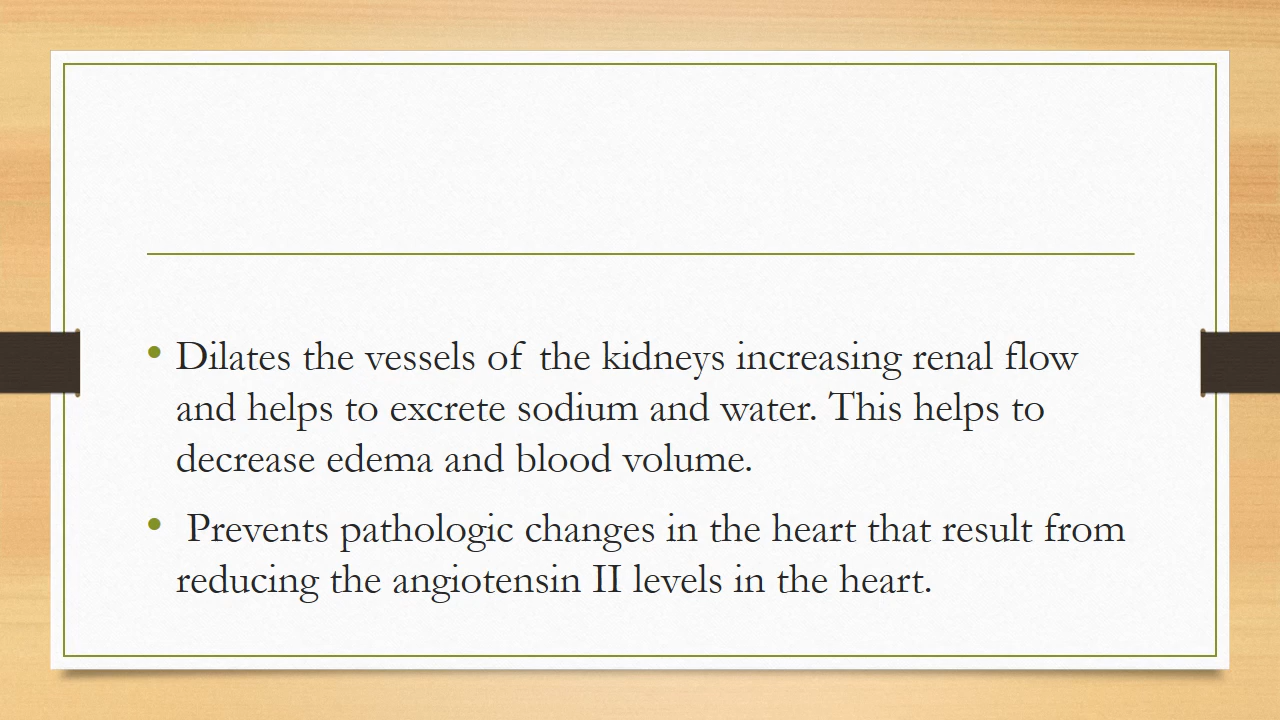 • Dilates the vessels of the kidneys increasing renal flow
and helps to excrete sodium and water. This helps to
decrease edema and blood volume.
• Prevents pathologic changes in the heart that result from
reducing the angiotensin II levels in the heart.